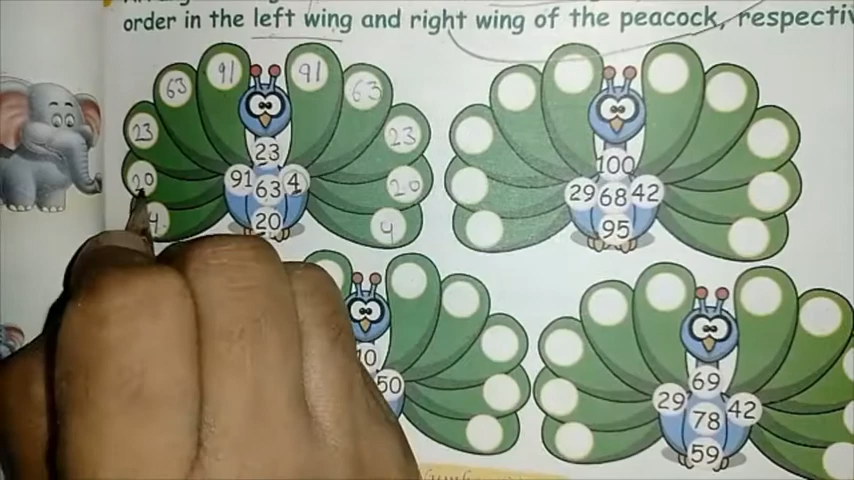 order in the left wing and right wing of the peacock,
63 91 91 63
23 23
20 20
4 4
23
91 63 4
20
100
29 68 42
95
10
50
69
29 78 42
59